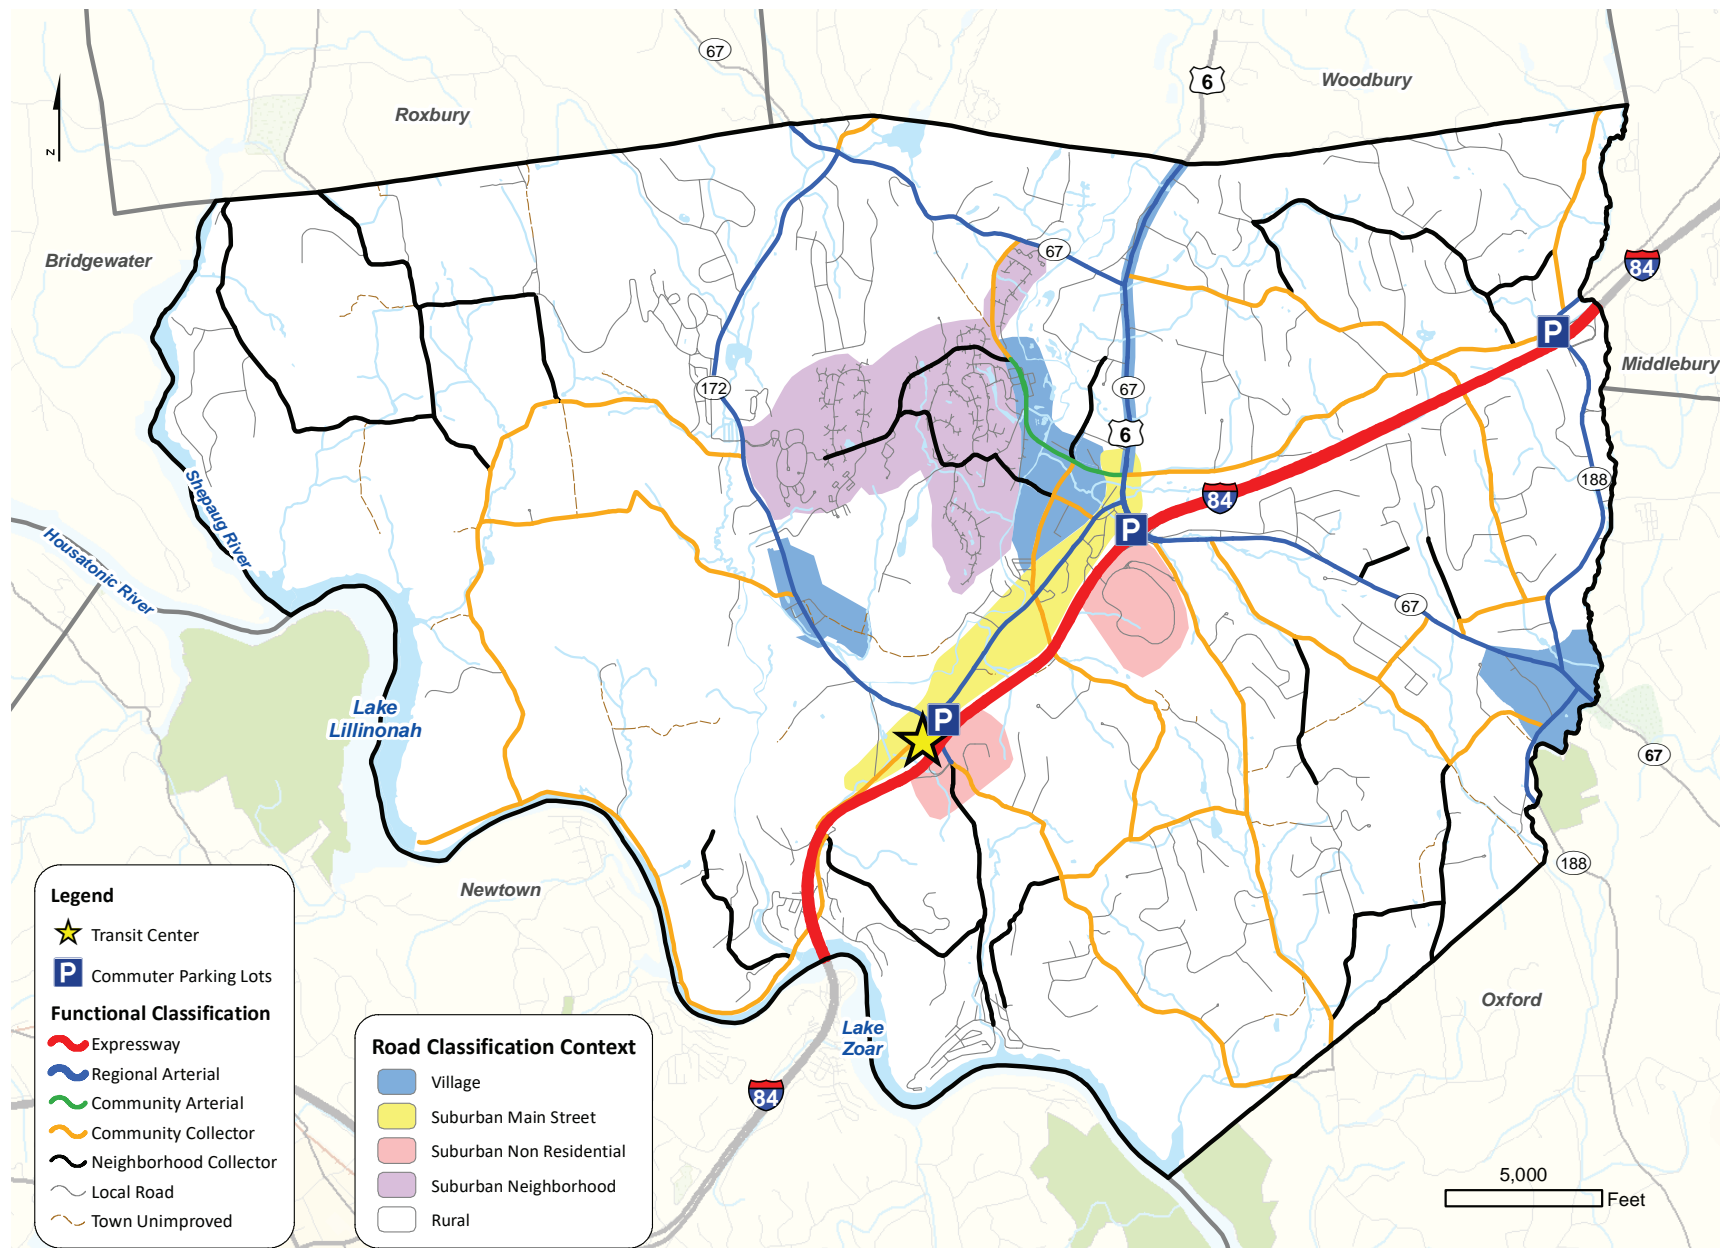 67
6
Woodbury
Roxbury
N
Bridgewater
67
84
P
Middlebury
172
67
6
188
84
P
Shepaug River
Housatonic River
67
Lake
Lillinonah
P
67
188
Newtown
Oxford
Lake
Zoar
84
Legend
Transit Center
P Commuter Parking Lots
Functional Classification
Expressway
Regional Arterial
Community Arterial
Community Collector
Neighborhood Collector
Local Road
Town Unimproved
Road Classification Context
Village
Suburban Main Street
Suburban Non Residential
Suburban Neighborhood
Rural
5,000
Feet